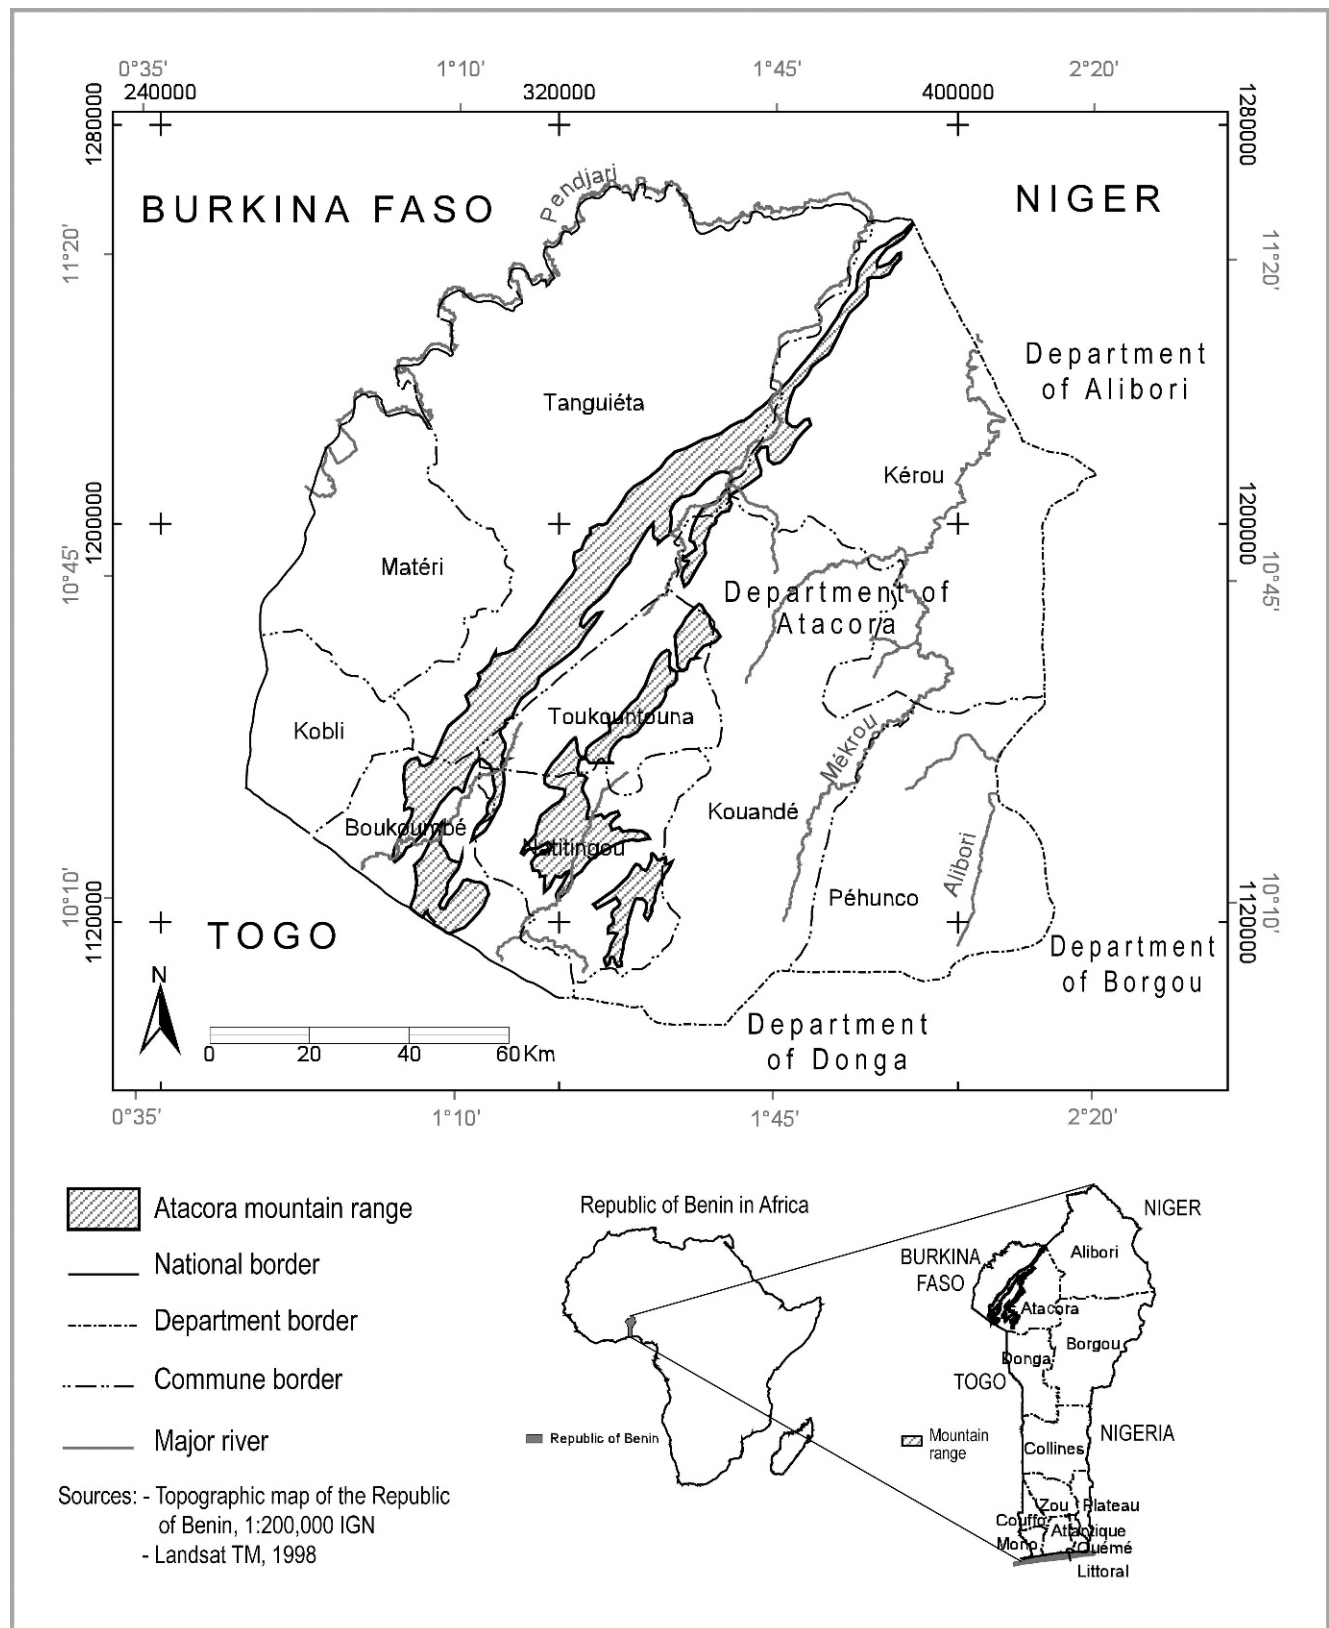 0°35' 1°10' 1°45' 2°20'
240000 320000 400000
1280000 1280000
BURKINA FASO
Pendjari
NIGER
11°20' 11°20'
Department
of Alibori
Tanguiéta
Kérou
1200000 1200000
Matéri
10°45' 10°45'
Department of
Atacora
Kobli
Toukountouna
Mékrou
Boukoumbé
Kouandé
Natitingou
Alibori
Péhunco
10°10' 10°10'
1120000 1120000
TOGO
Department
of Borgou
N
Department
of Donga
0 20 40 60 Km
0°35' 1°10' 1°45' 2°20'
Atacora mountain range
National border
Department border
Commune border
Major river
Sources: - Topographic map of the Republic
of Benin, 1:200,000 IGN
- Landsat TM, 1998
Republic of Benin in Africa
Republic of Benin
NIGER
BURKINA
FASO
Alibori
Atacora
Borgou
Donga
TOGO
NIGERIA
Mountain
range
Collines
Zou Plateau
Couffo
Atlantique
Mono Ouémé
Littoral